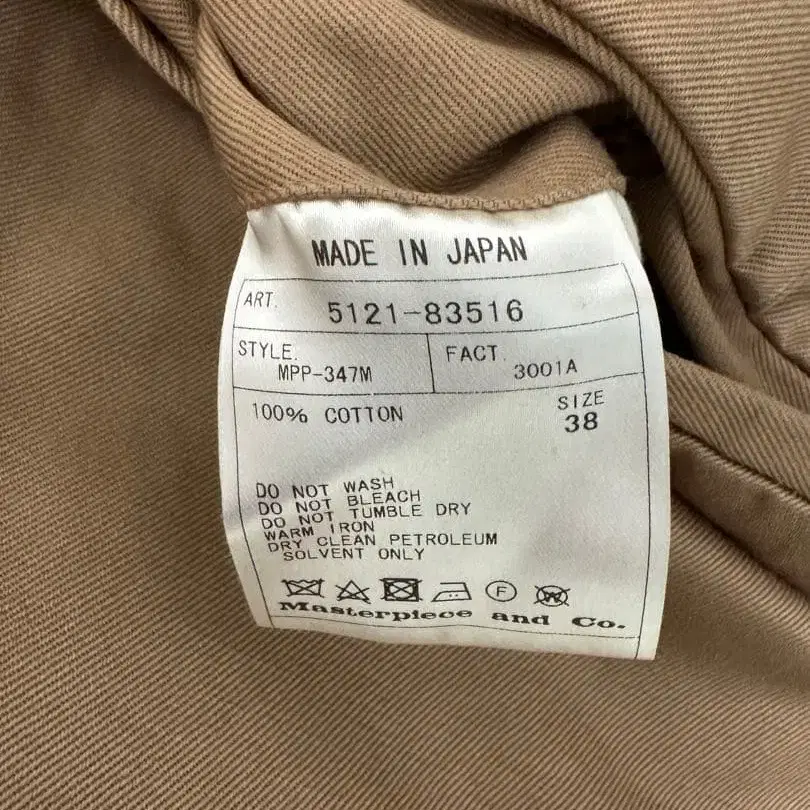 MADE IN JAPAN
ART. 5121-83516
STYLE. FACT.
MPP-347M 3001A
100% COTTON SIZE
38
DO NOT WASH
DO NOT BLEACH
DO NOT TUMBLE DRY
WARM IRON
DRY CLEAN PETROLEUM
SOLVENT ONLY
F W
Masterpiece and Co.